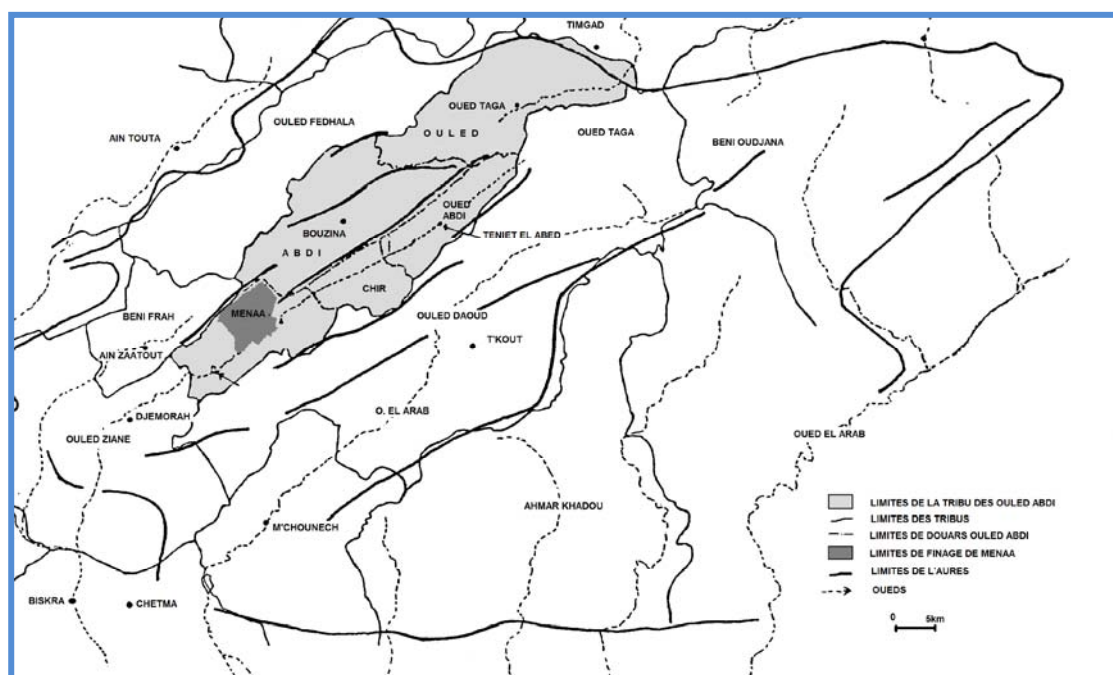 TIMGAD
OUED TAGA
OULED FEDHALA
OULED
AIN TOUTA
OUED TAGA
BENI OUDJANA
OUED
ABDI
BOUZINA
TENIET EL ABED
ABDI
CHIR
MENAA
BENI FRAH
OULED DAOUD
T'KOUT
AIN ZAATOUT
O. EL ARAB
DJEMORAH
OULED ZIANE
OUED EL ARAB
AHMAR KHADOU
M'CHOUNECH
BISKRA
CHETMA
LIMITES DE LA TRIBU DES OULED ABDI
LIMITES DES TRIBUS
LIMITES DE DOUARS OULED ABDI
LIMITES DE FINAGE DE MENAA
LIMITES DE L'AURES
OUEDS
0 5km